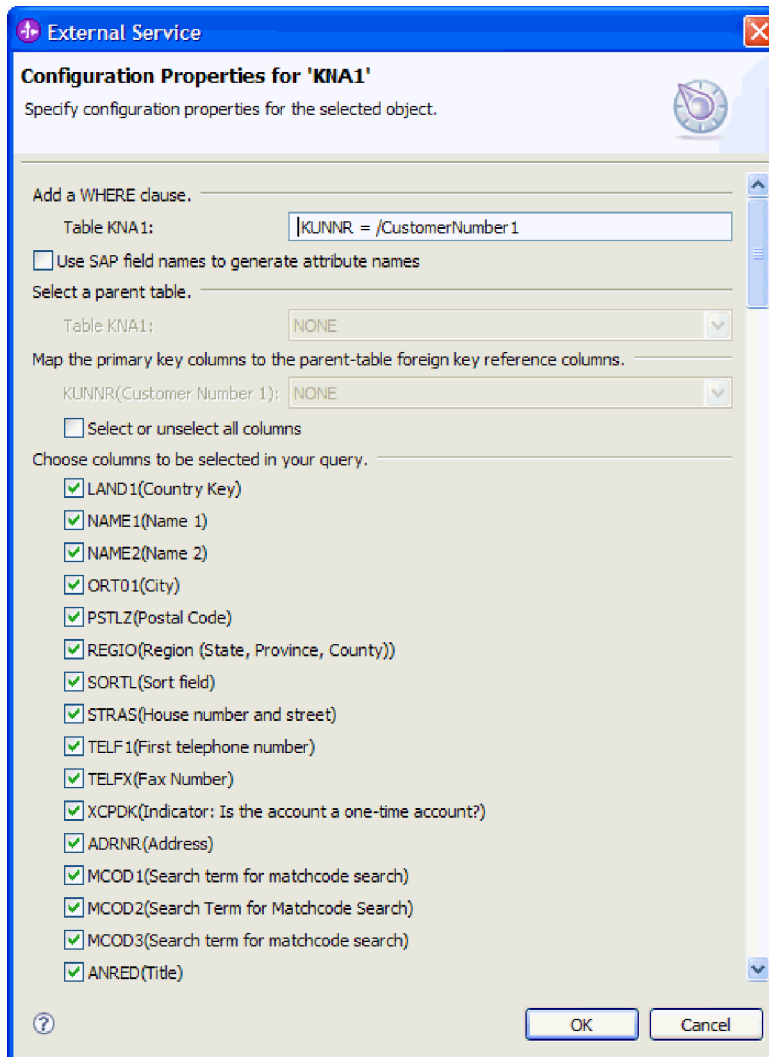 External Service
Configuration Properties for 'KNA1'
Specify configuration properties for the selected object.
Add a WHERE clause.
Table KNA1: KUNNR = /CustomerNumber1
Use SAP field names to generate attribute names
Select a parent table.
Table KNA1: NONE
Map the primary key columns to the parent-table foreign key reference columns.
KUNNR(Customer Number 1): NONE
Select or unselect all columns
Choose columns to be selected in your query.
LAND1(Country Key)
NAME1(Name 1)
NAME2(Name 2)
ORT01(City)
PSTLZ(Postal Code)
REGIO(Region (State, Province, County))
SORTL(Sort field)
STRAS(House number and street)
TELF1(First telephone number)
TELFX(Fax Number)
XCPDK(Indicator: Is the account a one-time account?)
ADRNR(Address)
MCOD1(Search term for matchcode search)
MCOD2(Search Term for Matchcode Search)
MCOD3(Search term for matchcode search)
ANRED(Title)
? OK Cancel